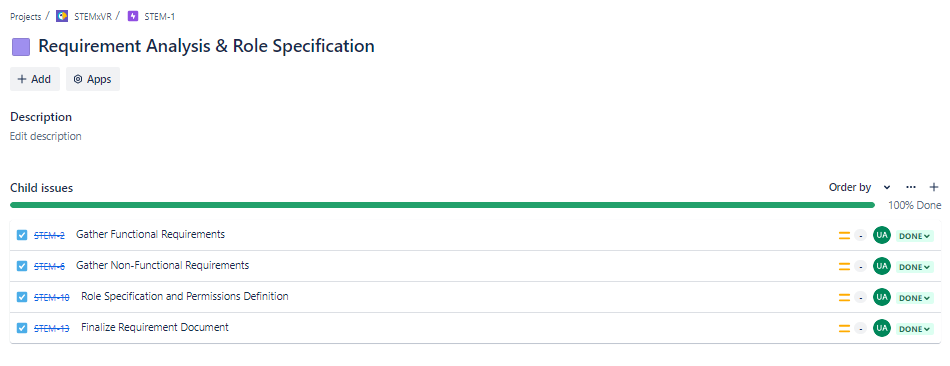 Projects / STEMxVR / STEM-1
Requirement Analysis & Role Specification
+ Add Apps
Description
Edit description
Child issues Order by ... +
100% Done
STEM-2 Gather Functional Requirements - UA DONE
STEM-6 Gather Non-Functional Requirements - UA DONE
STEM-10 Role Specification and Permissions Definition - UA DONE
STEM-13 Finalize Requirement Document - UA DONE